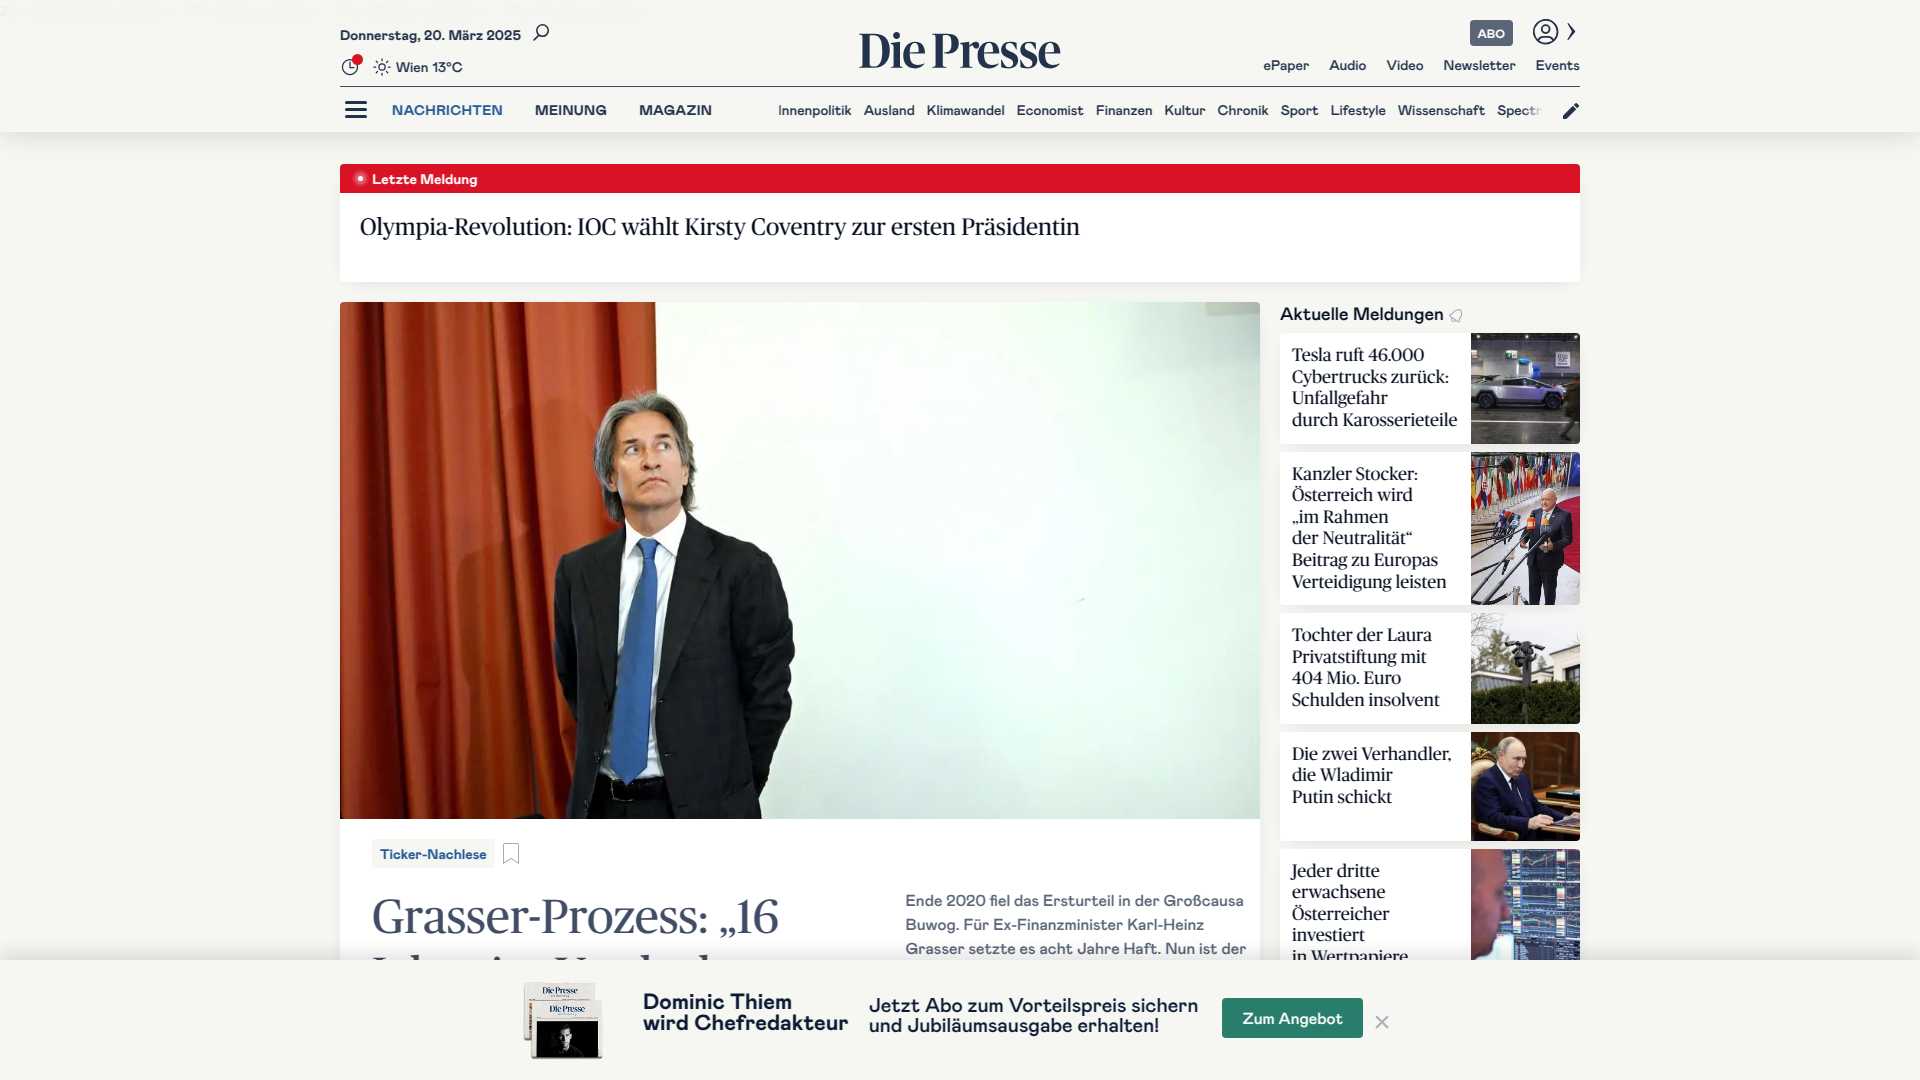 Donnerstag, 20. März 2025
Wien 13°C
Die Presse
ABO
ePaper Audio Video Newsletter Events
NACHRICHTEN MEINUNG MAGAZIN
Innenpolitik Ausland Klimawandel Economist Finanzen Kultur Chronik Sport Lifestyle Wissenschaft
Letzte Meldung
Olympia-Revolution: IOC wählt Kirsty Coventry zur ersten Präsidentin
Ticker-Nachlese
Grasser-Prozess: „16
Ende 2020 fiel das Ersturteil in der Großcausa
Buwog. Für Ex-Finanzminister Karl-Heinz
Grasser setzte es acht Jahre Haft. Nun ist der
Aktuelle Meldungen
Tesla ruft 46.000
Cybertrucks zurück:
Unfallgefahr
durch Karosserieteile
Kanzler Stocker:
Österreich wird
„im Rahmen
der Neutralität“
Beitrag zu Europas
Verteidigung leisten
Tochter der Laura
Privatstiftung mit
404 Mio. Euro
Schulden insolvent
Die zwei Verhandler,
die Wladimir
Putin schickt
Jeder dritte
erwachsene
Österreicher
investiert
in Wertpapiere
Die Presse
Die Presse
Dominic Thiem
wird Chefredakteur
Jetzt Abo zum Vorteilspreis sichern
und Jubiläumsausgabe erhalten!
Zum Angebot